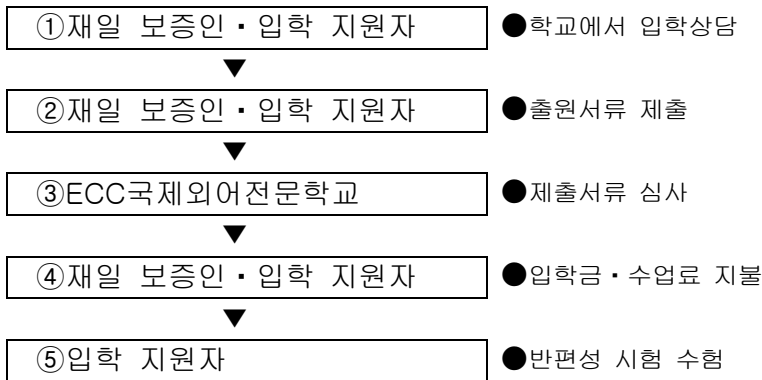 ①재일 보증인・입학 지원자 ●학교에서 입학상담
▼
②재일 보증인・입학 지원자 ●출원서류 제출
▼
③ECC국제외어전문학교 ●제출서류 심사
▼
④재일 보증인・입학 지원자 ●입학금・수업료 지불
▼
⑤입학 지원자 ●반편성 시험 수험